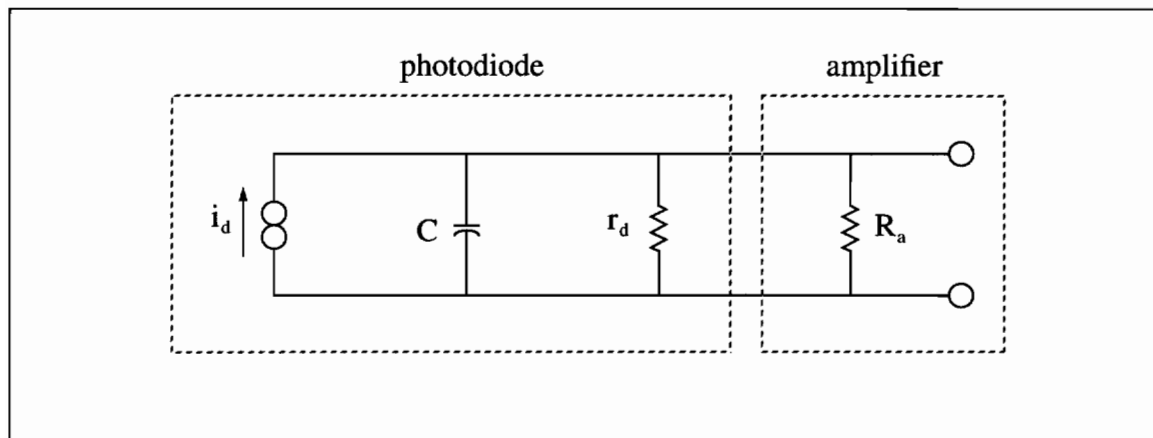 photodiode
amplifier
i_d
C
r_d
R_a